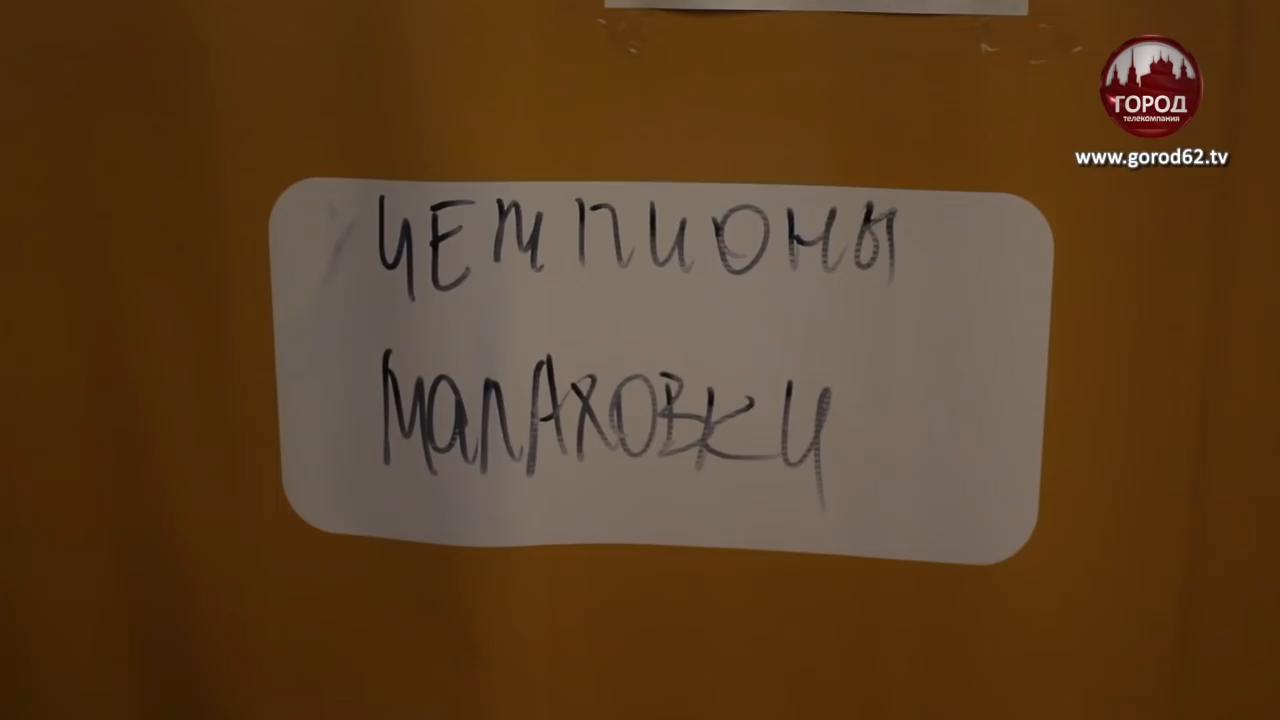 ГОРОД
телекомпания
www.gorod62.tv
ЧЕМПИОНЫ
МАЛАХОВКИ